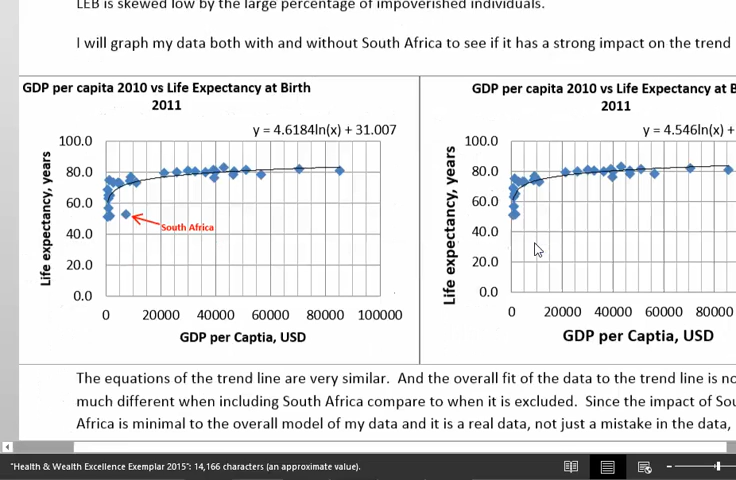 LEB is skewed low by the large percentage of impoverished individuals.
I will graph my data both with and without South Africa to see if it has a strong impact on the trend
GDP per capita 2010 vs Life Expectancy at Birth
2011
y = 4.6184ln(x) + 31.007
100.0
80.0
60.0
40.0
20.0
0.0
Life expectancy, years
South Africa
0 20000 40000 60000 80000 100000
GDP per Captia, USD
GDP per capita 2010 vs Life Expectancy at B
2011
y = 4.546ln(x) +
100.0
80.0
60.0
40.0
20.0
0.0
Life expectancy, years
0 20000 40000 60000 80000
GDP per Captia, USD
The equations of the trend line are very similar. And the overall fit of the data to the trend line is no
much different when including South Africa compare to when it is excluded. Since the impact of Sou
Africa is minimal to the overall model of my data and it is a real data, not just a mistake in the data,
"Health & Wealth Excellence Exemplar 2015": 14,166 characters (an approximate value).